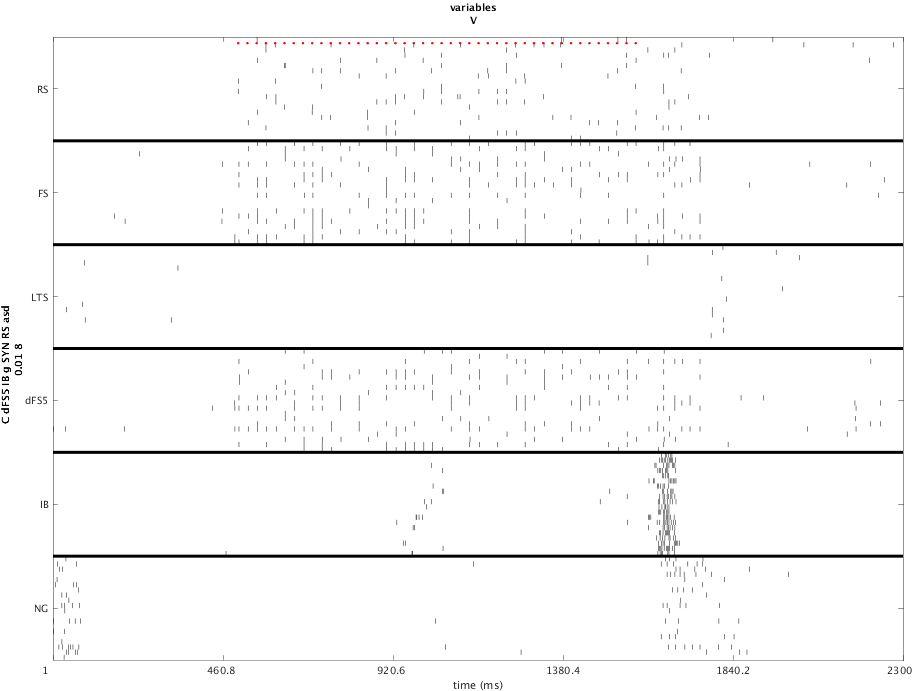 variables
V
RS
FS
LTS
dFS5
IB
NG
C dFS5 IB g SYN RS asd
0.01 8
1
460.8
920.6
1380.4
1840.2
2300
time (ms)